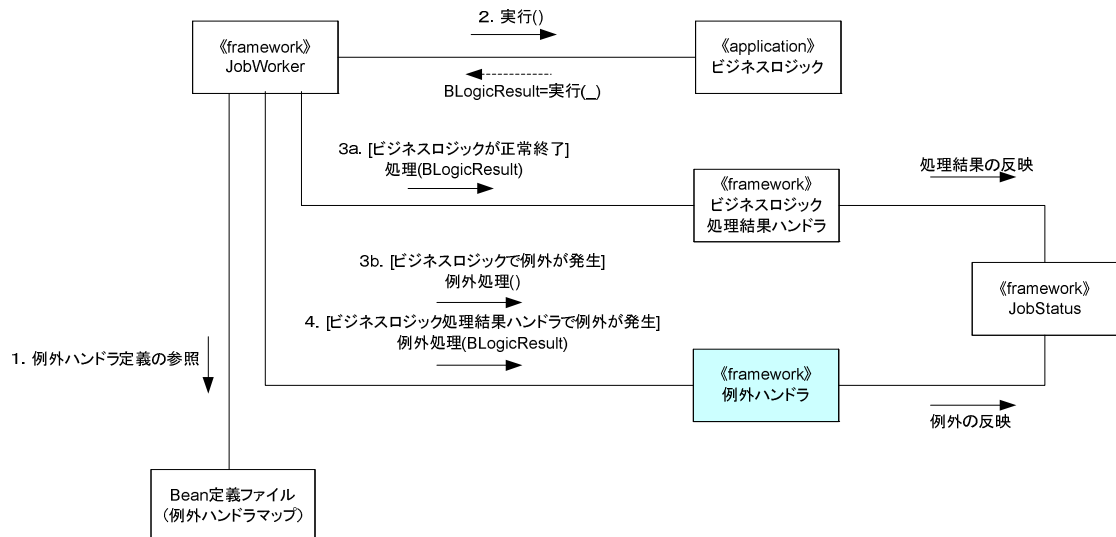 2. 実行()
《framework》
JobWorker
《application》
ビジネスロジック
BLogicResult=実行(_)
3a. [ビジネスロジックが正常終了]
処理(BLogicResult)
処理結果の反映
《framework》
ビジネスロジック
処理結果ハンドラ
3b. [ビジネスロジックで例外が発生]
例外処理()
《framework》
JobStatus
4. [ビジネスロジック処理結果ハンドラで例外が発生]
例外処理(BLogicResult)
1. 例外ハンドラ定義の参照
《framework》
例外ハンドラ
例外の反映
Bean定義ファイル
（例外ハンドラマップ）